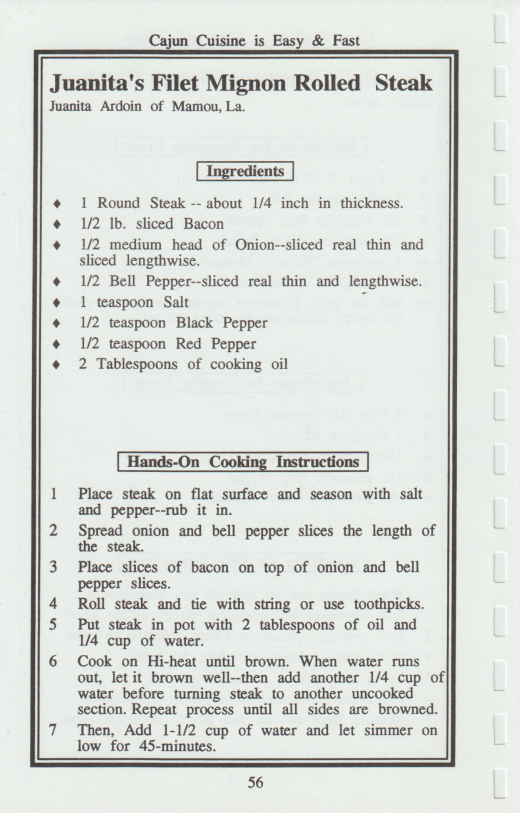 Cajun Cuisine is Easy & Fast
Juanita's Filet Mignon Rolled Steak
Juanita Ardoin of Mamou, La.
Ingredients
♦ 1 Round Steak -- about 1/4 inch in thickness.
♦ 1/2 lb. sliced Bacon
♦ 1/2 medium head of Onion--sliced real thin and
sliced lengthwise.
♦ 1/2 Bell Pepper--sliced real thin and lengthwise.
♦ 1 teaspoon Salt
♦ 1/2 teaspoon Black Pepper
♦ 1/2 teaspoon Red Pepper
♦ 2 Tablespoons of cooking oil
Hands-On Cooking Instructions
1 Place steak on flat surface and season with salt
and pepper--rub it in.
2 Spread onion and bell pepper slices the length of
the steak.
3 Place slices of bacon on top of onion and bell
pepper slices.
4 Roll steak and tie with string or use toothpicks.
5 Put steak in pot with 2 tablespoons of oil and
1/4 cup of water.
6 Cook on Hi-heat until brown. When water runs
out, let it brown well--then add another 1/4 cup of
water before turning steak to another uncooked
section. Repeat process until all sides are browned.
7 Then, Add 1-1/2 cup of water and let simmer on
low for 45-minutes.
56